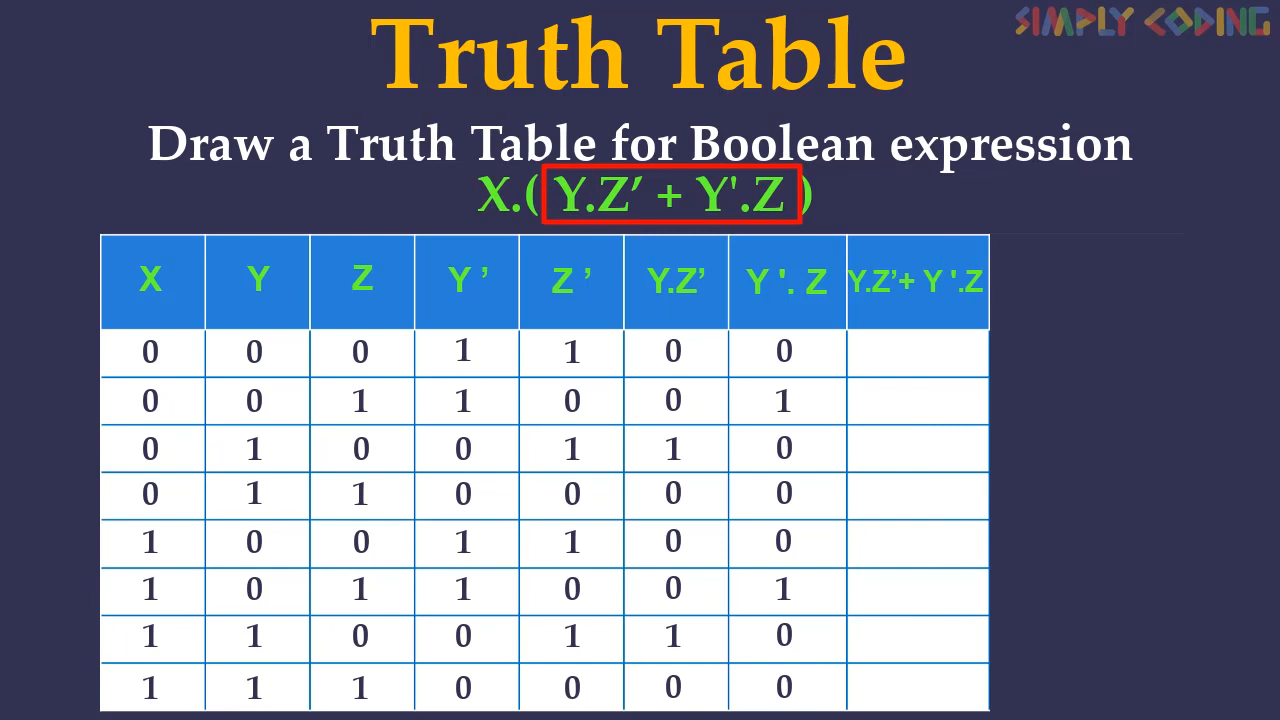 SIMPLY CODING
Truth Table
Draw a Truth Table for Boolean expression
X.( Y.Z’ + Y'.Z )
X Y Z Y ’ Z ’ Y.Z’ Y '. Z Y.Z’+ Y '.Z
0 0 0 1 1 0 0
0 0 1 1 0 0 1
0 1 0 0 1 1 0
0 1 1 0 0 0 0
1 0 0 1 1 0 0
1 0 1 1 0 0 1
1 1 0 0 1 1 0
1 1 1 0 0 0 0